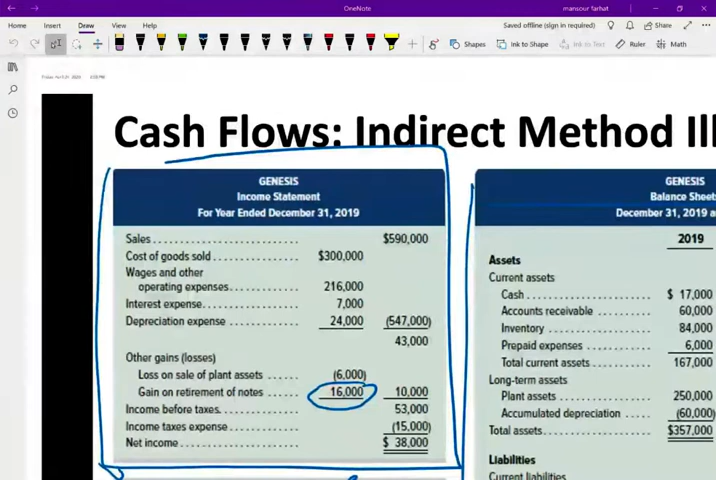 OneNote
mansour farhat
Home Insert Draw View Help
Saved offline (sign in required)
Share
Shapes
Ink to Shape
Ink to Text
Ruler
Math
Cash Flows: Indirect Method Ill
GENESIS
Income Statement
For Year Ended December 31, 2019
Sales $590,000
Cost of goods sold $300,000
Wages and other
operating expenses 216,000
Interest expense 7,000
Depreciation expense 24,000 (547,000)
43,000
Other gains (losses)
Loss on sale of plant assets (6,000)
Gain on retirement of notes 16,000 10,000
Income before taxes 53,000
Income taxes expense (15,000)
Net income $ 38,000
GENESIS
Balance Sheets
December 31, 2019 a
2019
Assets
Current assets
Cash $ 17,000
Accounts receivable 60,000
Inventory 84,000
Prepaid expenses 6,000
Total current assets 167,000
Long-term assets
Plant assets 250,000
Accumulated depreciation (60,000)
Total assets $357,000
Liabilities
Current liabilities